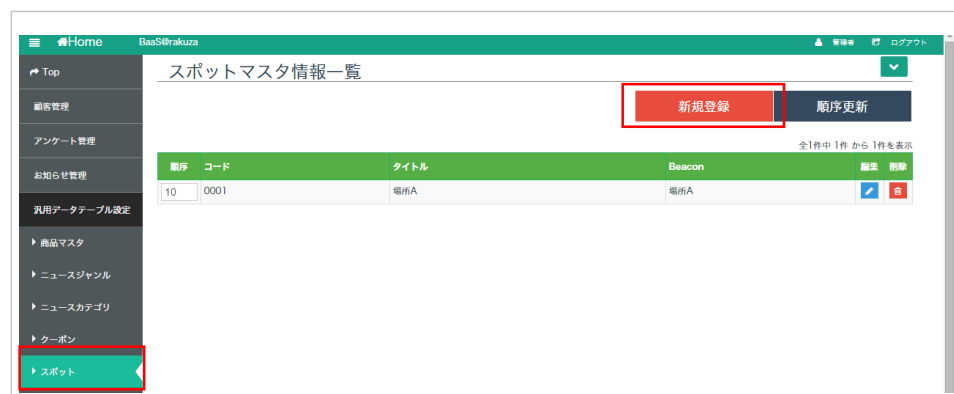 Home BaaS@rakuza 管理者 ログアウト
Top
スポットマスタ情報一覧
顧客管理
新規登録 順序更新
アンケート管理
全1件中 1件 から 1件を表示
お知らせ管理
順序 コード タイトル Beacon 編集 削除
10 0001 場所A 場所A
汎用データテーブル設定
商品マスタ
ニュースジャンル
ニュースカテゴリ
クーポン
スポット